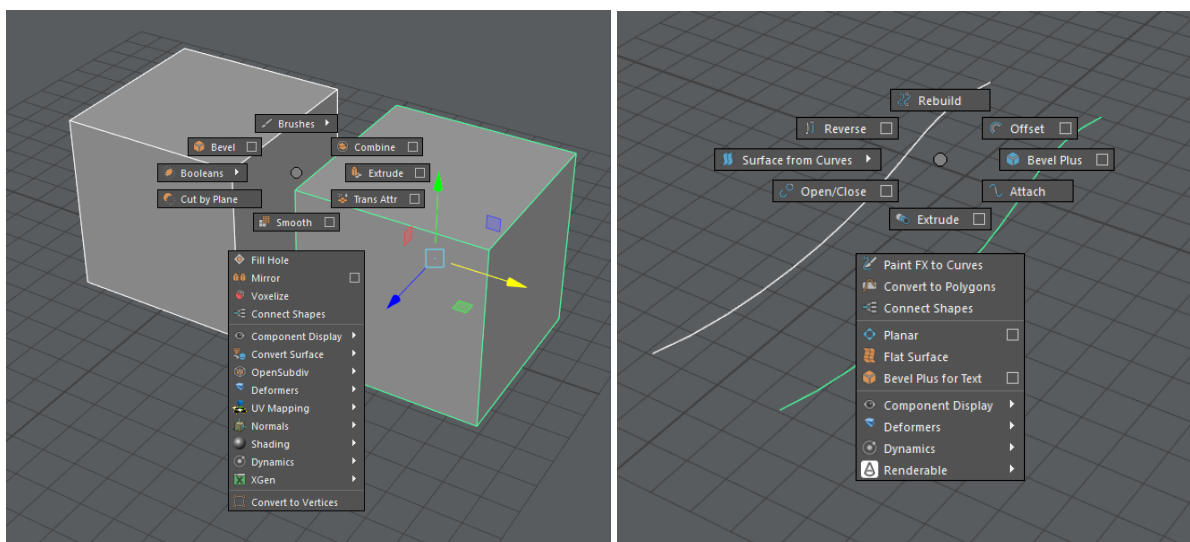 Brushes
Bevel
Combine
Booleans
Extrude
Cut by Plane
Trans Attr
Smooth
Fill Hole
Mirror
Voxelize
Connect Shapes
Component Display
Convert Surface
OpenSubdiv
Deformers
UV Mapping
Normals
Shading
Dynamics
XGen
Convert to Vertices
Rebuild
Reverse
Offset
Surface from Curves
Bevel Plus
Open/Close
Attach
Extrude
Paint FX to Curves
Convert to Polygons
Connect Shapes
Planar
Flat Surface
Bevel Plus for Text
Component Display
Deformers
Dynamics
Renderable